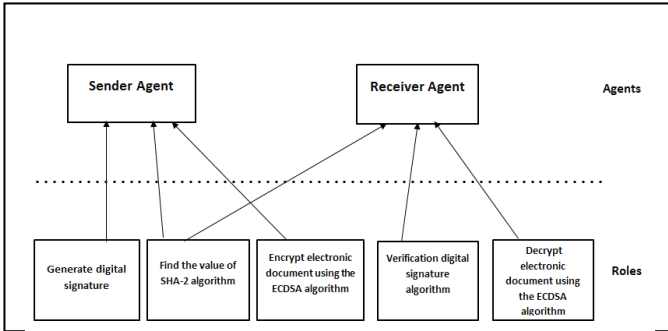 Sender Agent
Receiver Agent
Agents
Generate digital
signature
Find the value of
SHA-2 algorithm
Encrypt electronic
document using the
ECDSA algorithm
Verification digital
signature
algorithm
Decrypt
electronic
document using
the ECDSA
algorithm
Roles